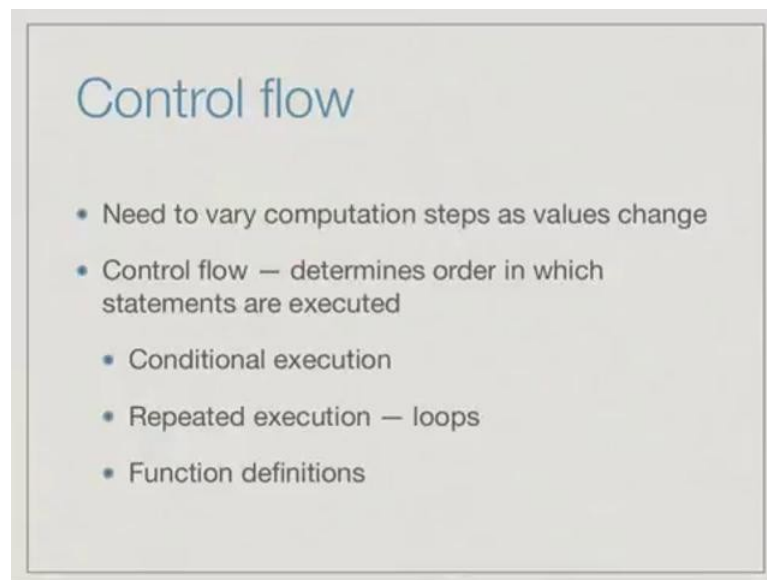 Control flow
• Need to vary computation steps as values change
• Control flow — determines order in which
statements are executed
• Conditional execution
• Repeated execution — loops
• Function definitions